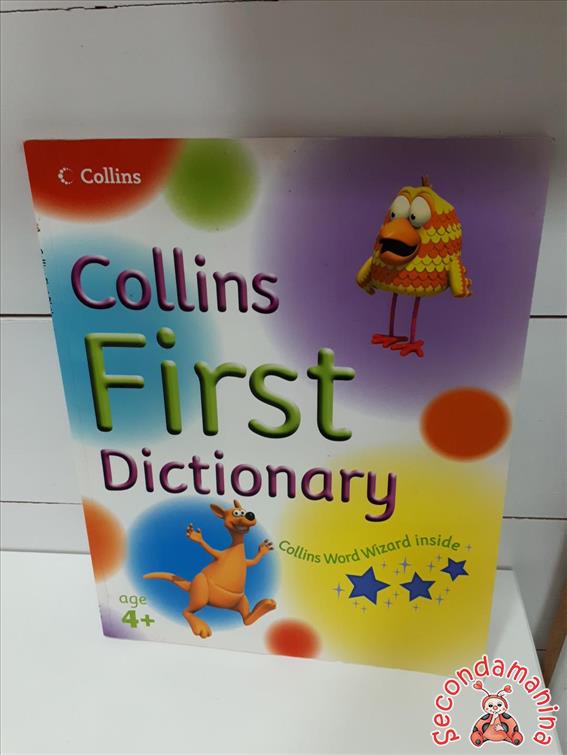 Collins
Collins
First
Dictionary
Collins Word Wizard inside
age
4+
Secondamanina